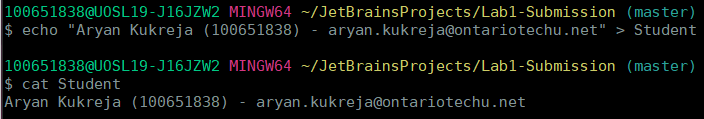 100651838@UOSL19-J16JZW2 MINGW64 ~/JetBrainsProjects/Lab1-Submission (master)
$ echo "Aryan Kukreja (100651838) - aryan.kukreja@ontariotechu.net" > Student

100651838@UOSL19-J16JZW2 MINGW64 ~/JetBrainsProjects/Lab1-Submission (master)
$ cat Student
Aryan Kukreja (100651838) - aryan.kukreja@ontariotechu.net